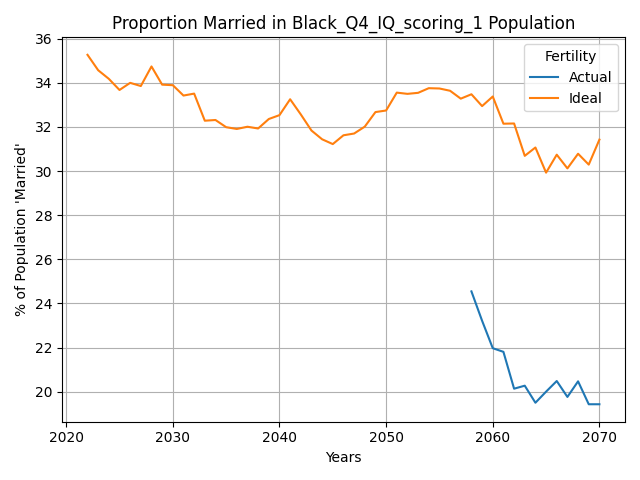 Proportion Married in Black_Q4_IQ_scoring_1 Population
% of Population 'Married'
36
34
32
30
28
26
24
22
20
Fertility
Actual
Ideal
2020
2030
2040
2050
2060
2070
Years